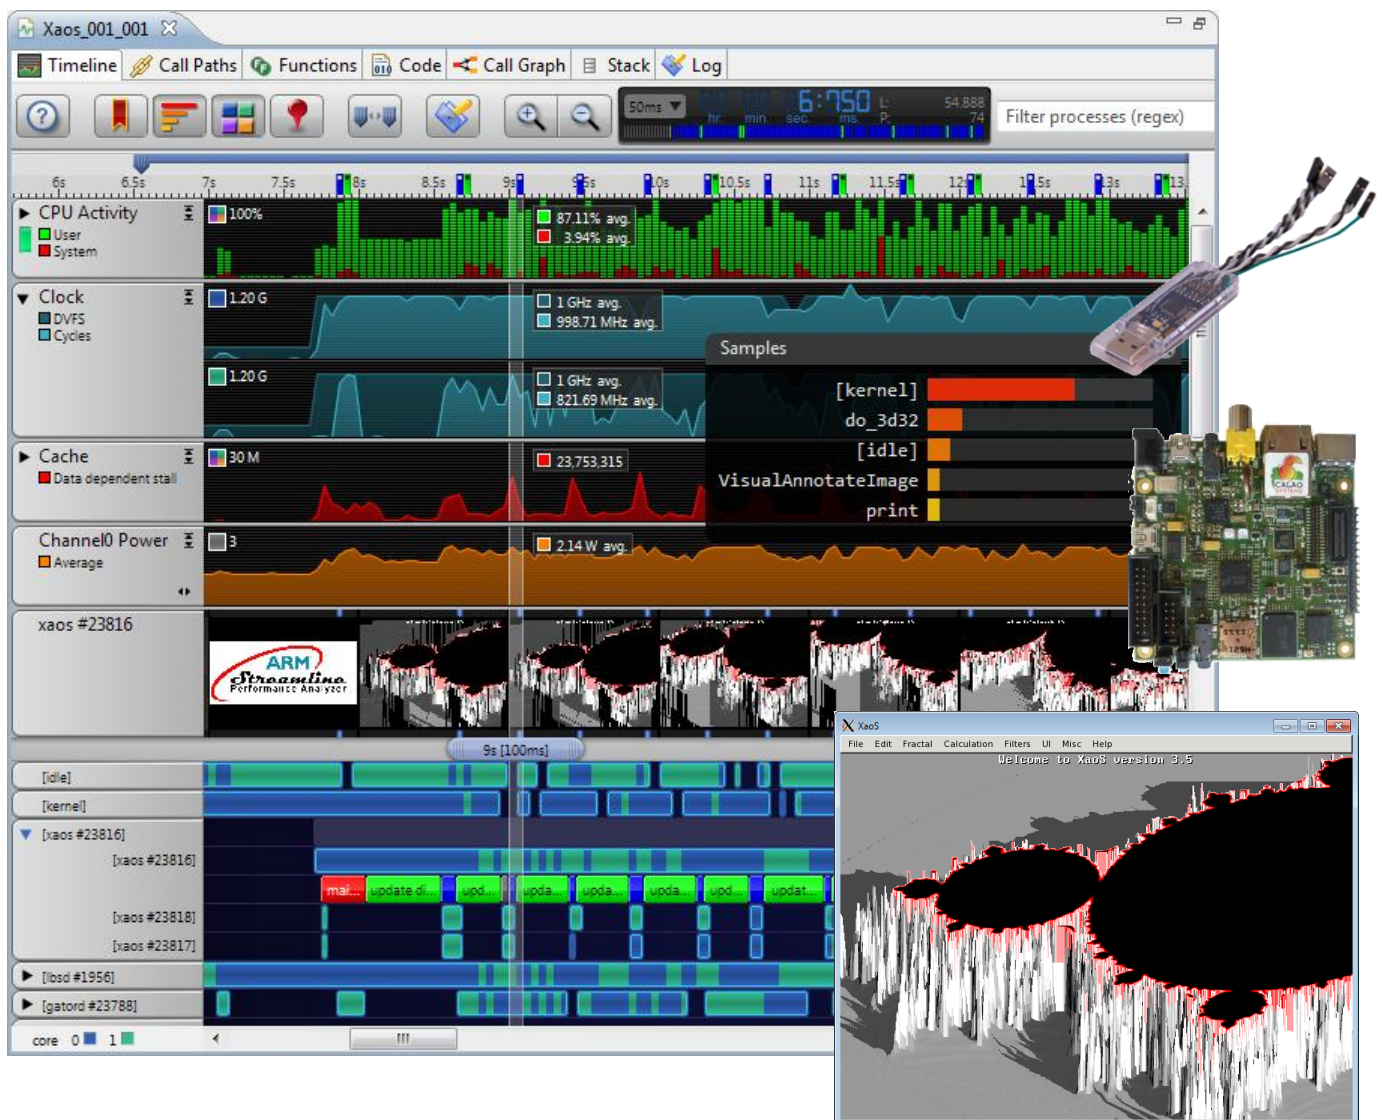 Xaos_001_001
Timeline Call Paths Functions Code Call Graph Stack Log
50ms 6:750 L: 54.888
hr. min. sec. ms. P: 74
Filter processes (regex)
6s 6.5s 7s 7.5s 8s 8.5s 9s 10.5s 11s 11.5s
CPU Activity
User
System
100%
87.11% avg.
3.94% avg.
Clock
DVFS
Cycles
1.20 G
1 GHz avg.
998.71 MHz avg.
1.20 G
1 GHz avg.
821.69 MHz avg.
Samples
[kernel]
do_3d32
[idle]
VisualAnnotateImage
print
Cache
Data dependent stall
30 M
23,753,315
Channel0 Power
Average
3
2.14 W avg.
xaos #23816
ARM
Streamline
Performance Analyzer
CALAO
SYSTEMS
9s [100ms]
[idle]
[kernel]
[xaos #23816]
[xaos #23816]
mai... update di... upd... upda... upda... upda... upd... updat...
[xaos #23818]
[xaos #23817]
[lbsd #1956]
[gatord #23788]
core 0 1
XaoS
File Edit Fractal Calculation Filters UI Misc Help
Welcome to XaoS version 3.5